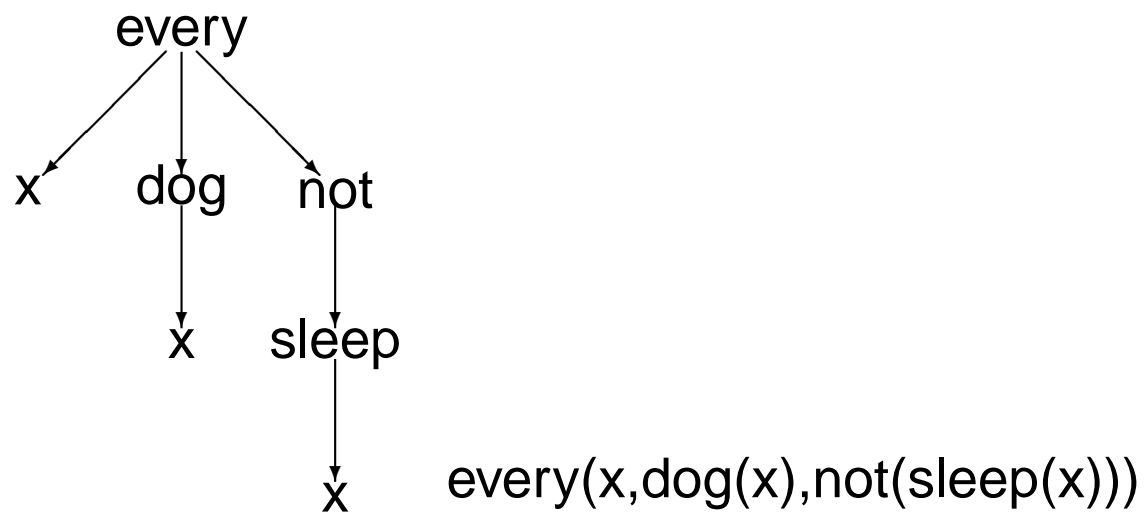 every
x dog not
x sleep
x every(x,dog(x),not(sleep(x)))